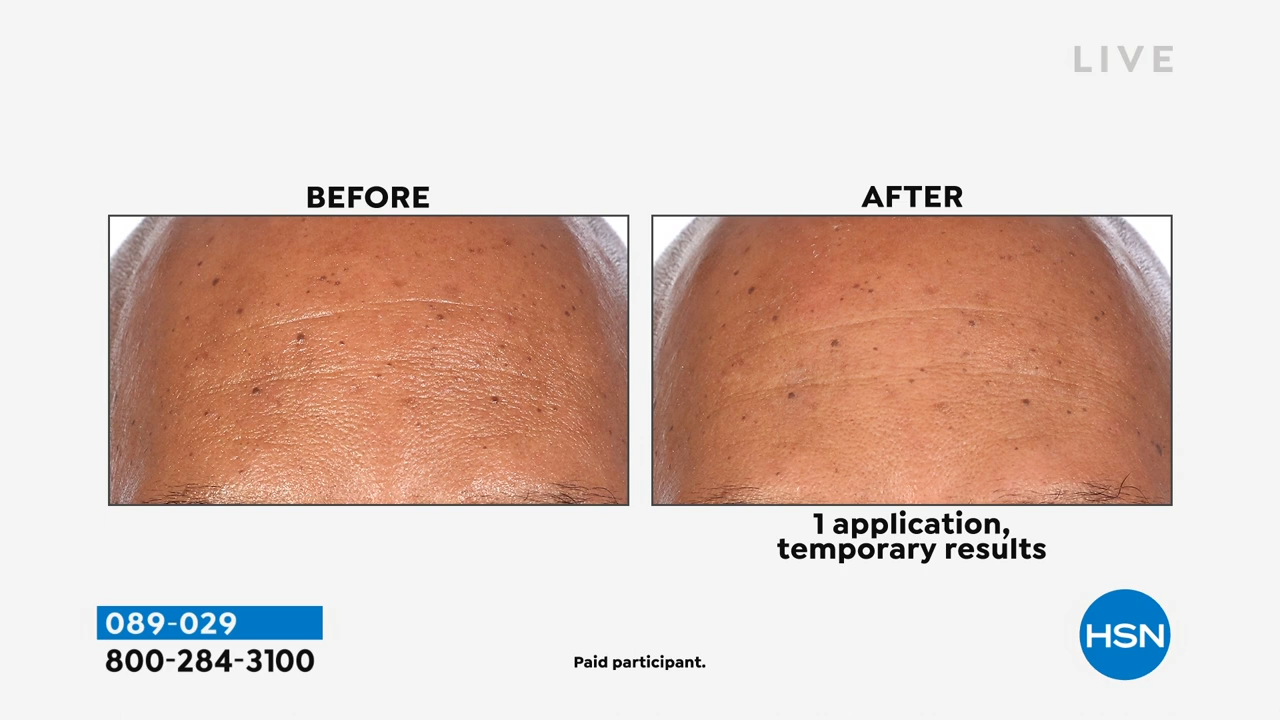 LIVE
BEFORE
AFTER
1 application,
temporary results
089-029
800-284-3100
Paid participant.
HSN